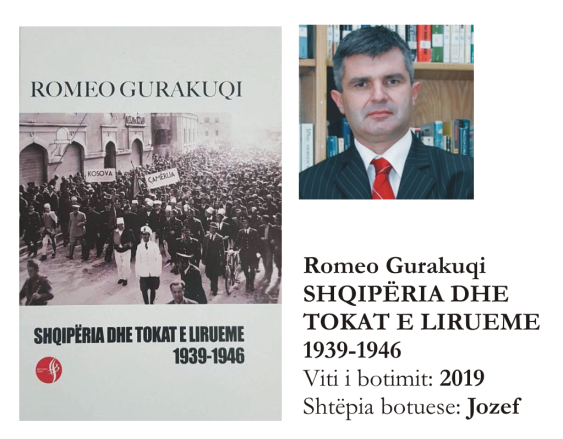 ROMEO GURAKUQI
KOSOVA
ÇAMËRIJA
SHQIPËRIA DHE TOKAT E LIRUEME
1939-1946
Romeo Gurakuqi
SHQIPËRIA DHE
TOKAT E LIRUEME
1939-1946
Viti i botimit: 2019
Shtëpia botuese: Jozef